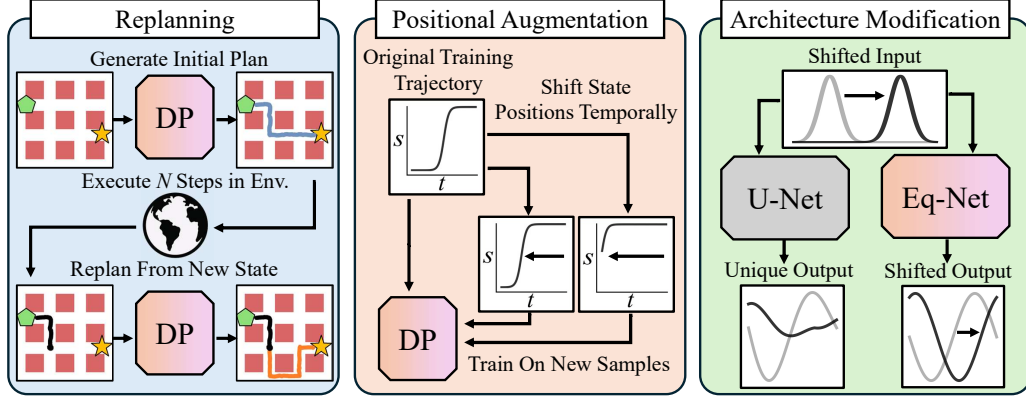 Replanning
Generate Initial Plan
DP
Execute N Steps in Env.
Replan From New State
DP
Positional Augmentation
Original Training
Trajectory
Shift State
Positions Temporally
s
t
s
t
s
t
DP
Train On New Samples
Architecture Modification
Shifted Input
U-Net
Eq-Net
Unique Output
Shifted Output